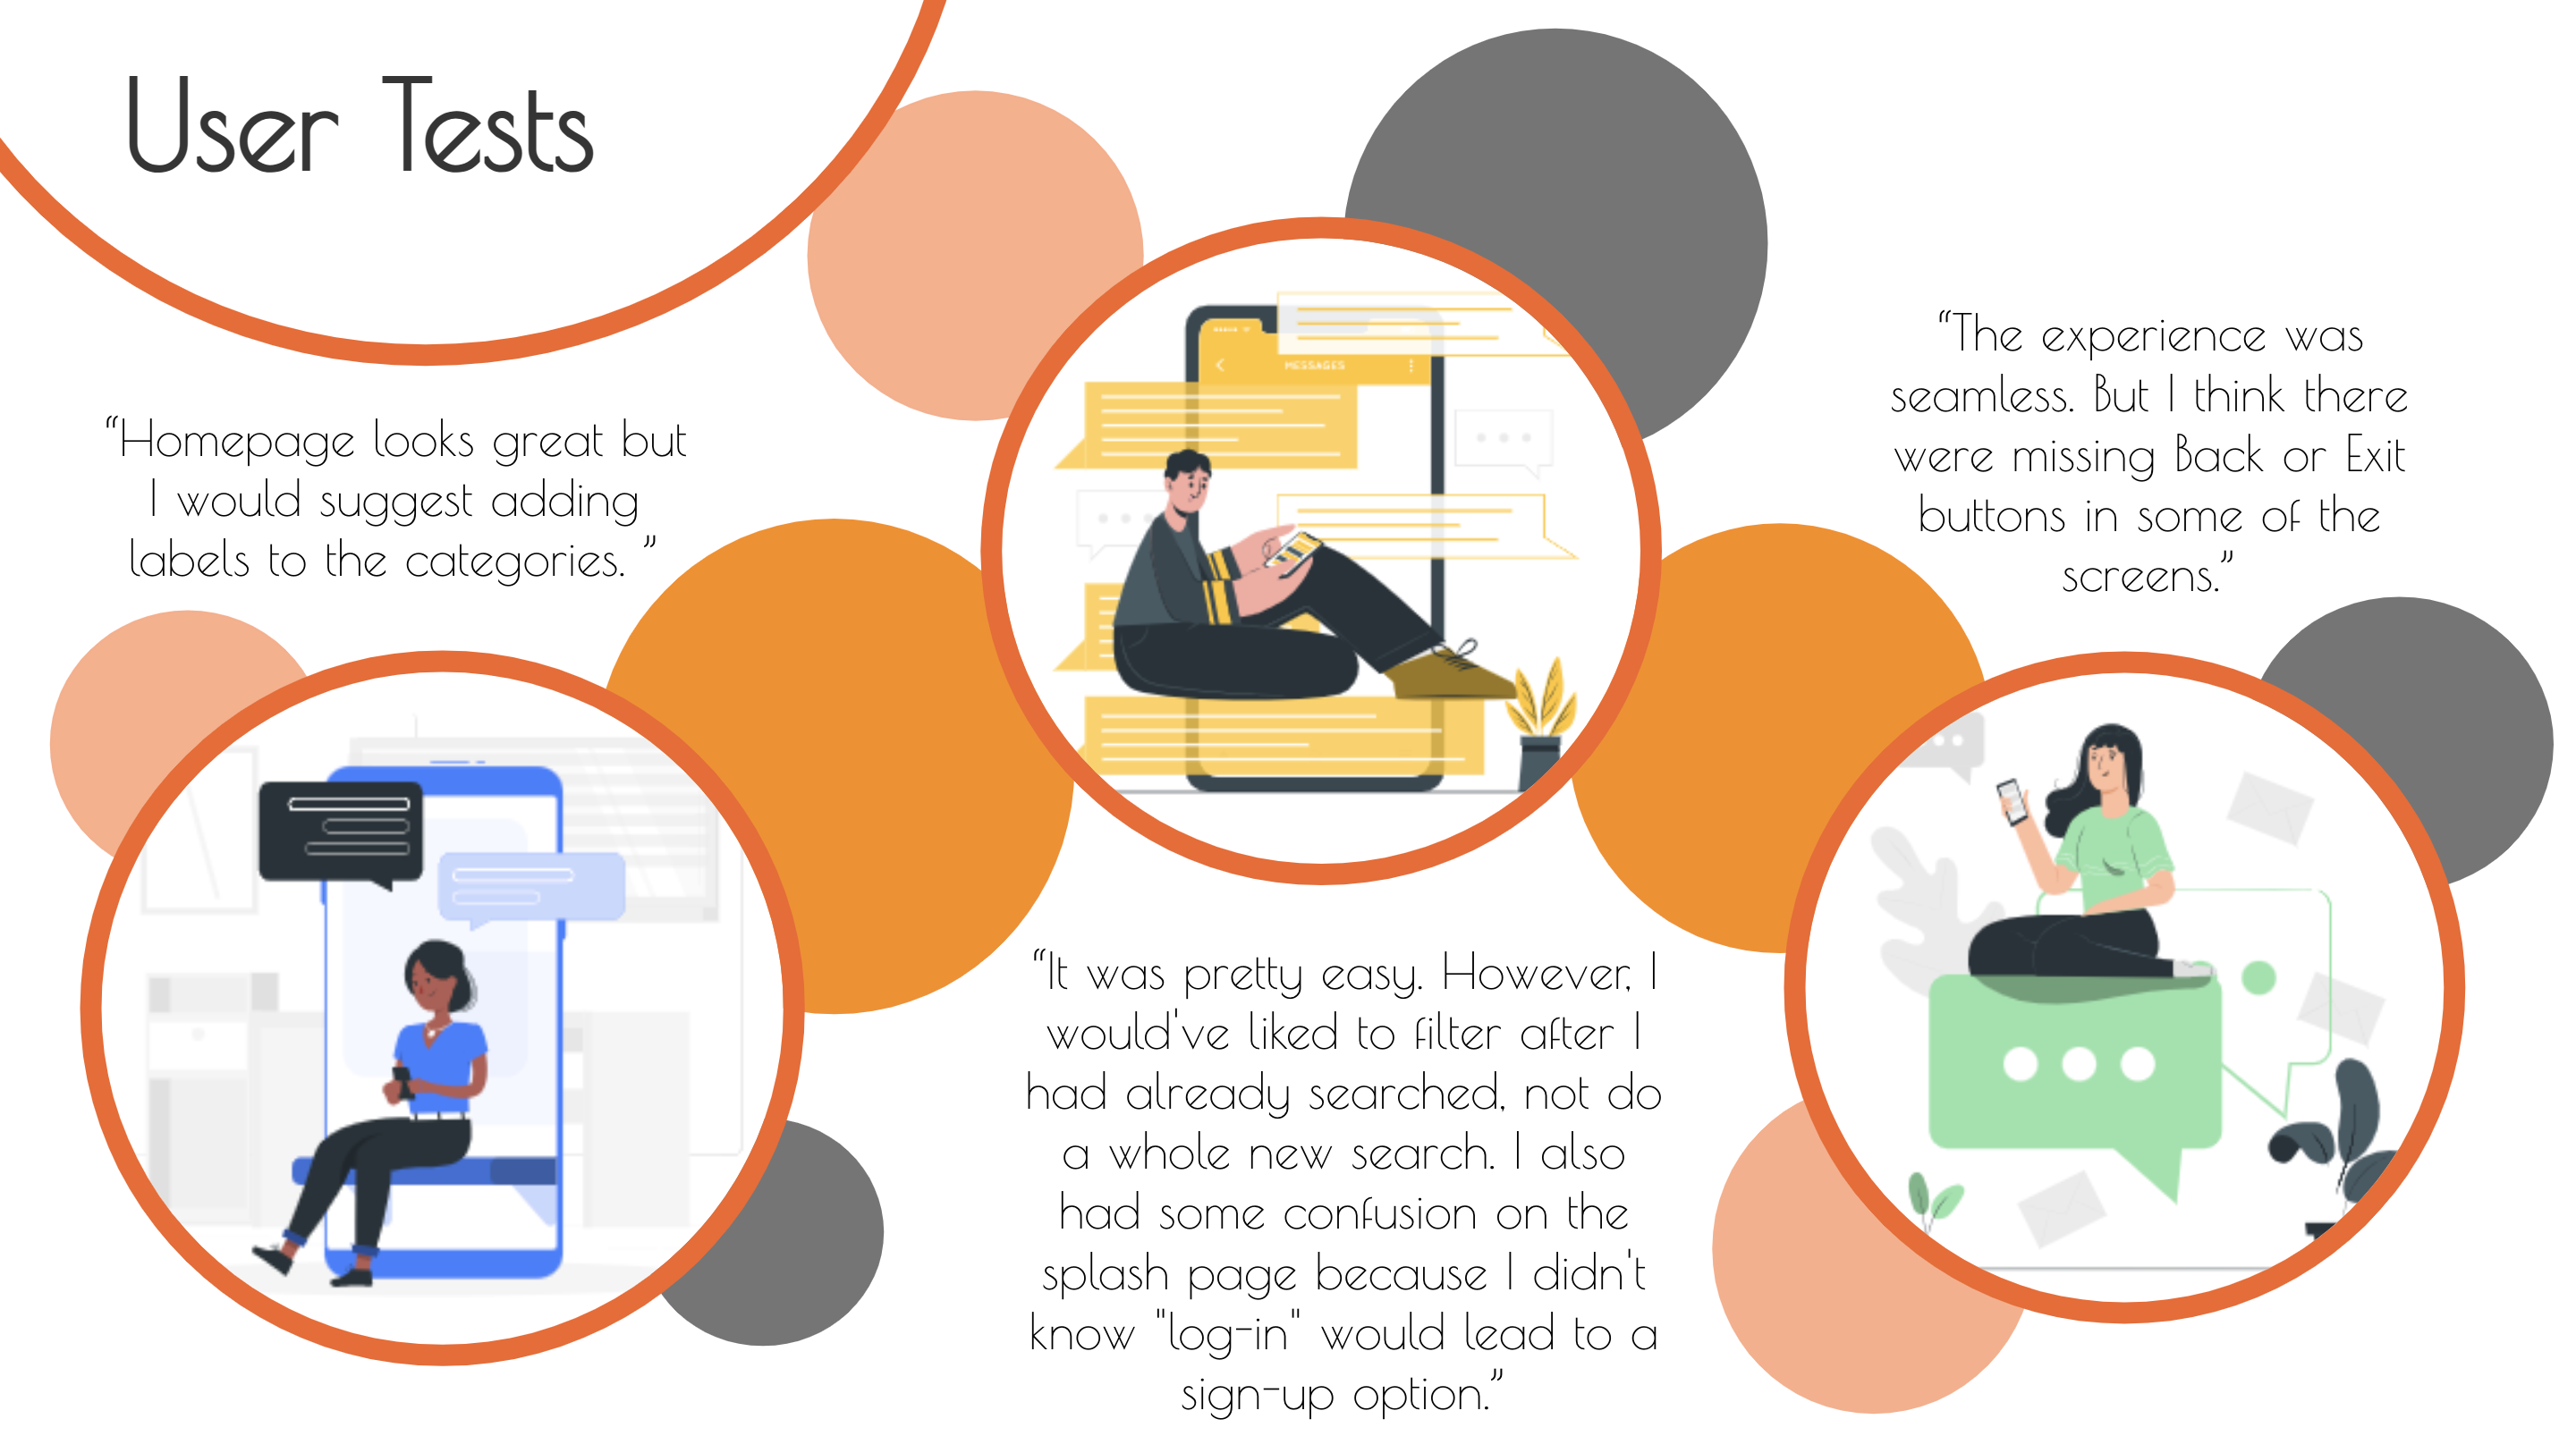 User Tests
“Homepage looks great but
I would suggest adding
labels to the categories. ”
MESSAGES
“The experience was
seamless. But I think there
were missing Back or Exit
buttons in some of the
screens.”
“It was pretty easy. However, I
would've liked to filter after I
had already searched, not do
a whole new search. I also
had some confusion on the
splash page because I didn't
know "log-in" would lead to a
sign-up option.”